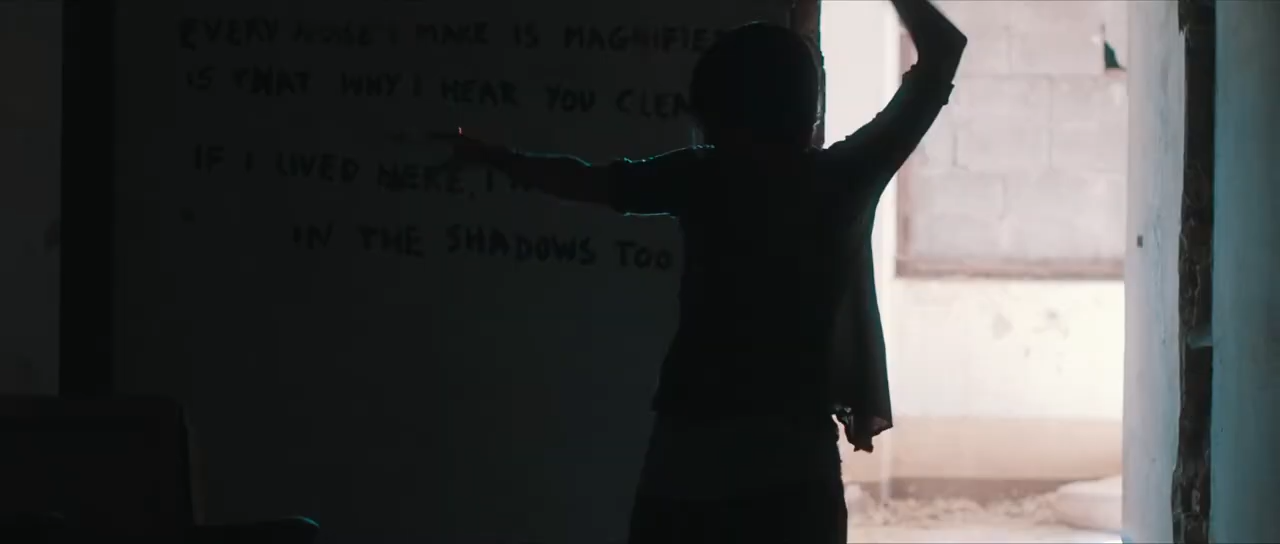 EVERY NOISE I MAKE IS MAGNIFIE
IS THAT WHY I HEAR YOU CLEA
IF I LIVED HERE, I
IN THE SHADOWS TOO